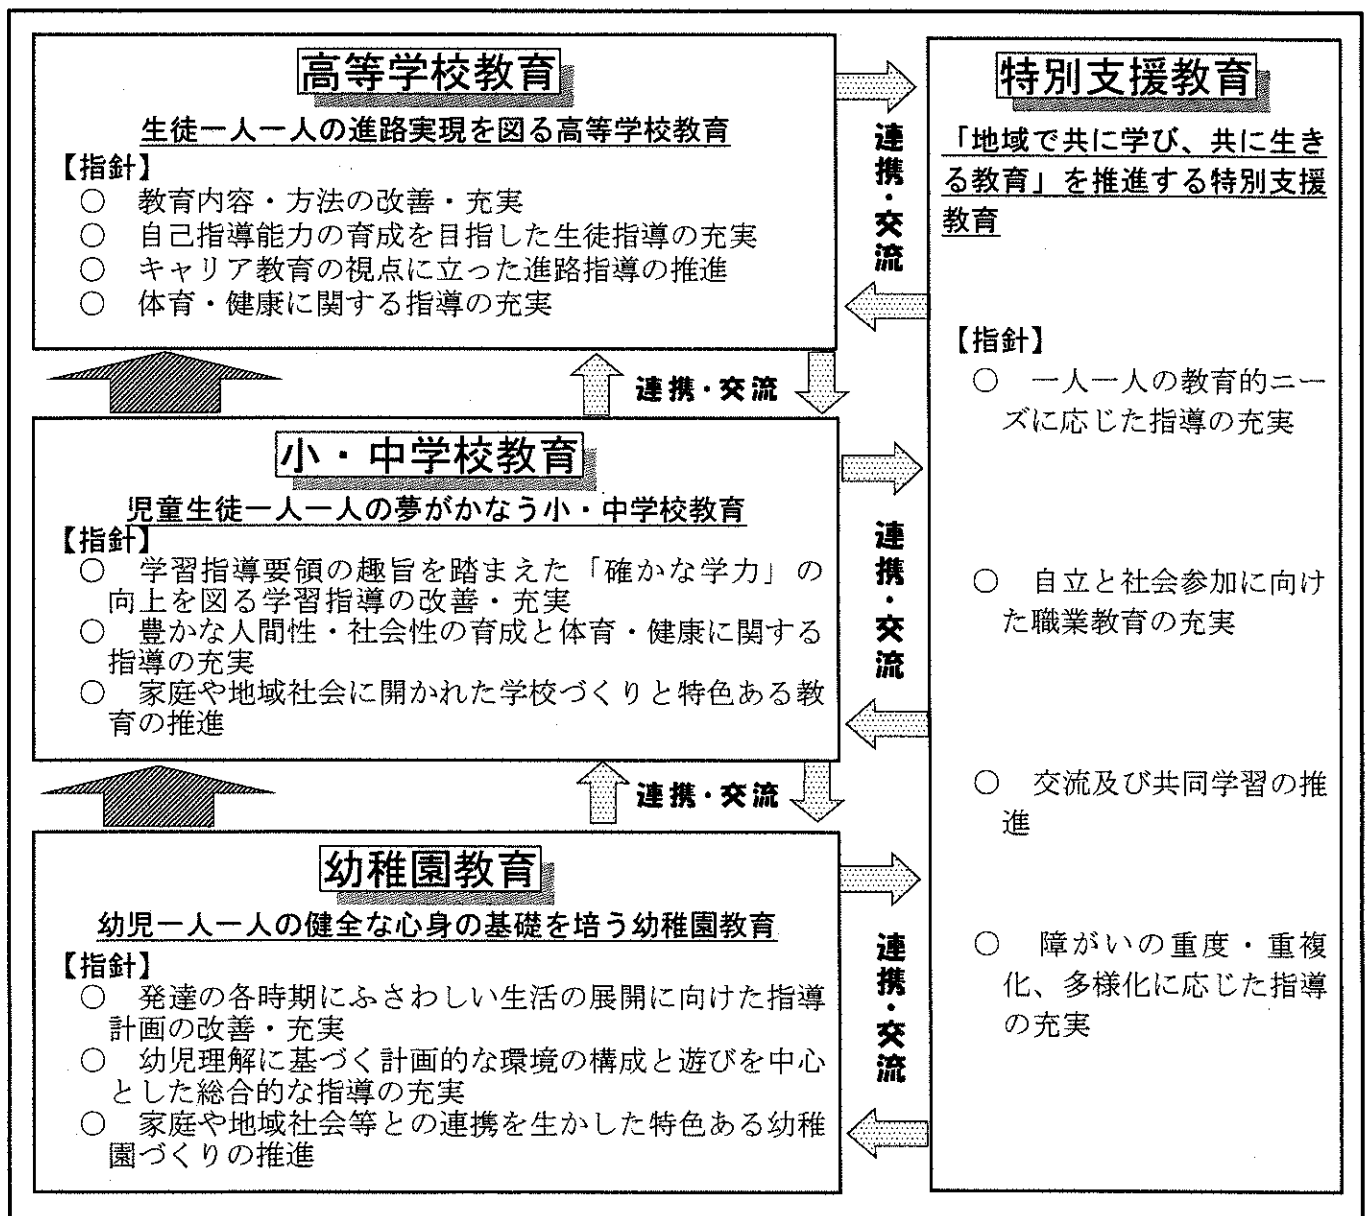 高等学校教育
生徒一人一人の進路実現を図る高等学校教育
【指針】
○ 教育内容・方法の改善・充実
○ 自己指導能力の育成を目指した生徒指導の充実
○ キャリア教育の視点に立った進路指導の推進
○ 体育・健康に関する指導の充実
連携・交流
連携・交流
小・中学校教育
児童生徒一人一人の夢がかなう小・中学校教育
【指針】
○ 学習指導要領の趣旨を踏まえた「確かな学力」の
向上を図る学習指導の改善・充実
○ 豊かな人間性・社会性の育成と体育・健康に関する
指導の充実
○ 家庭や地域社会に開かれた学校づくりと特色ある教
育の推進
連携・交流
連携・交流
幼稚園教育
幼児一人一人の健全な心身の基礎を培う幼稚園教育
【指針】
○ 発達の各時期にふさわしい生活の展開に向けた指導
計画の改善・充実
○ 幼児理解に基づく計画的な環境の構成と遊びを中心
とした総合的な指導の充実
○ 家庭や地域社会等との連携を生かした特色ある幼稚
園づくりの推進
連携・交流
特別支援教育
「地域で共に学び、共に生き
る教育」を推進する特別支援
教育
【指針】
○ 一人一人の教育的ニー
ズに応じた指導の充実
○ 自立と社会参加に向け
た職業教育の充実
○ 交流及び共同学習の推
進
○ 障がいの重度・重複
化、多様化に応じた指導
の充実